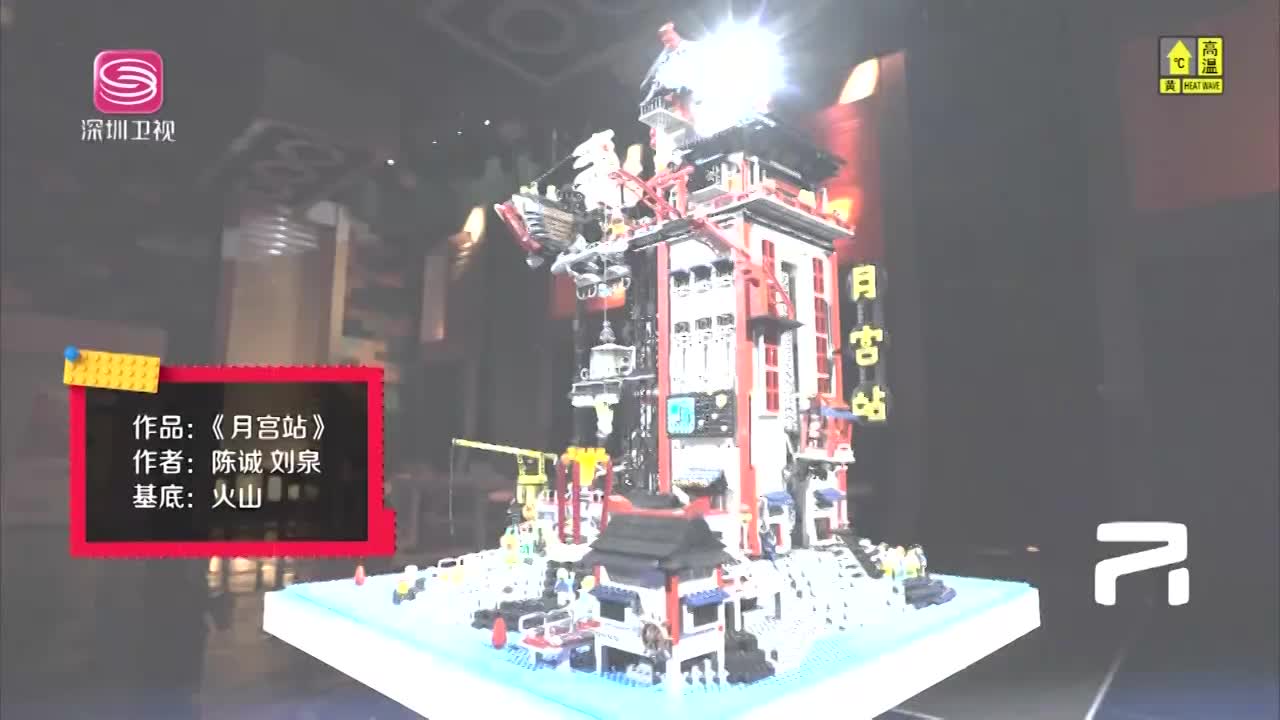 深圳卫视
高温
℃
黄 HEAT WAVE
月宫站
作品：《月宫站》
作者：陈诚 刘泉
基底：火山